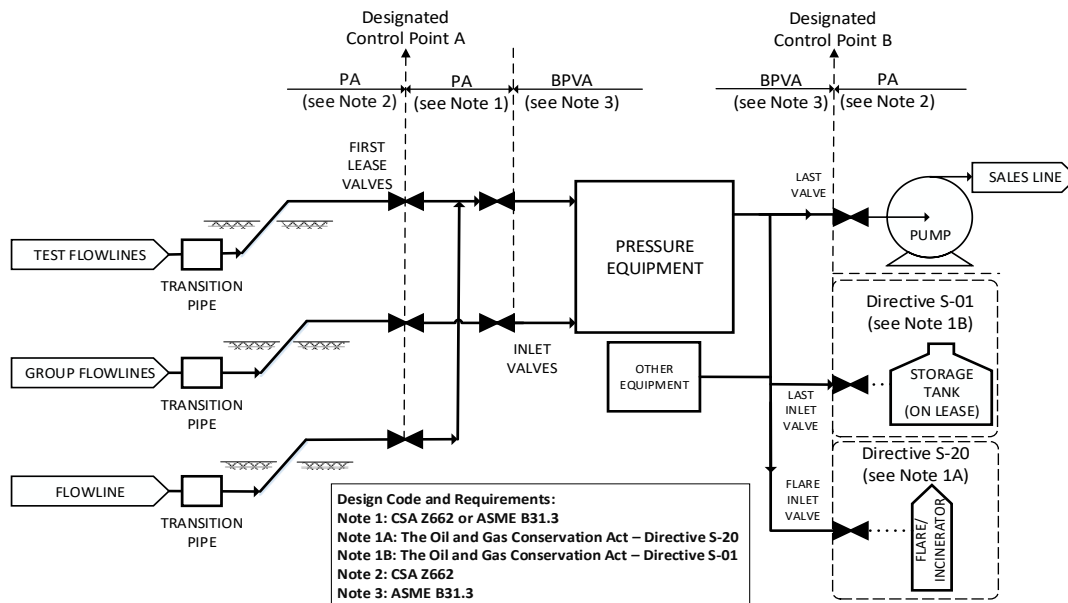 Designated
Control Point A
Designated
Control Point B
PA
(see Note 2)
PA
(see Note 1)
BPVA
(see Note 3)
BPVA
(see Note 3)
PA
(see Note 2)
FIRST
LEASE
VALVES
LAST
VALVE
SALES LINE
PUMP
TEST FLOWLINES
TRANSITION
PIPE
PRESSURE
EQUIPMENT
Directive S-01
(see Note 1B)
GROUP FLOWLINES
TRANSITION
PIPE
INLET
VALVES
OTHER
EQUIPMENT
LAST
INLET
VALVE
STORAGE
TANK
(ON LEASE)
Directive S-20
(see Note 1A)
FLOWLINE
TRANSITION
PIPE
FLARE
INLET
VALVE
FLARE/
INCINERATOR
Design Code and Requirements:
Note 1: CSA Z662 or ASME B31.3
Note 1A: The Oil and Gas Conservation Act – Directive S-20
Note 1B: The Oil and Gas Conservation Act – Directive S-01
Note 2: CSA Z662
Note 3: ASME B31.3